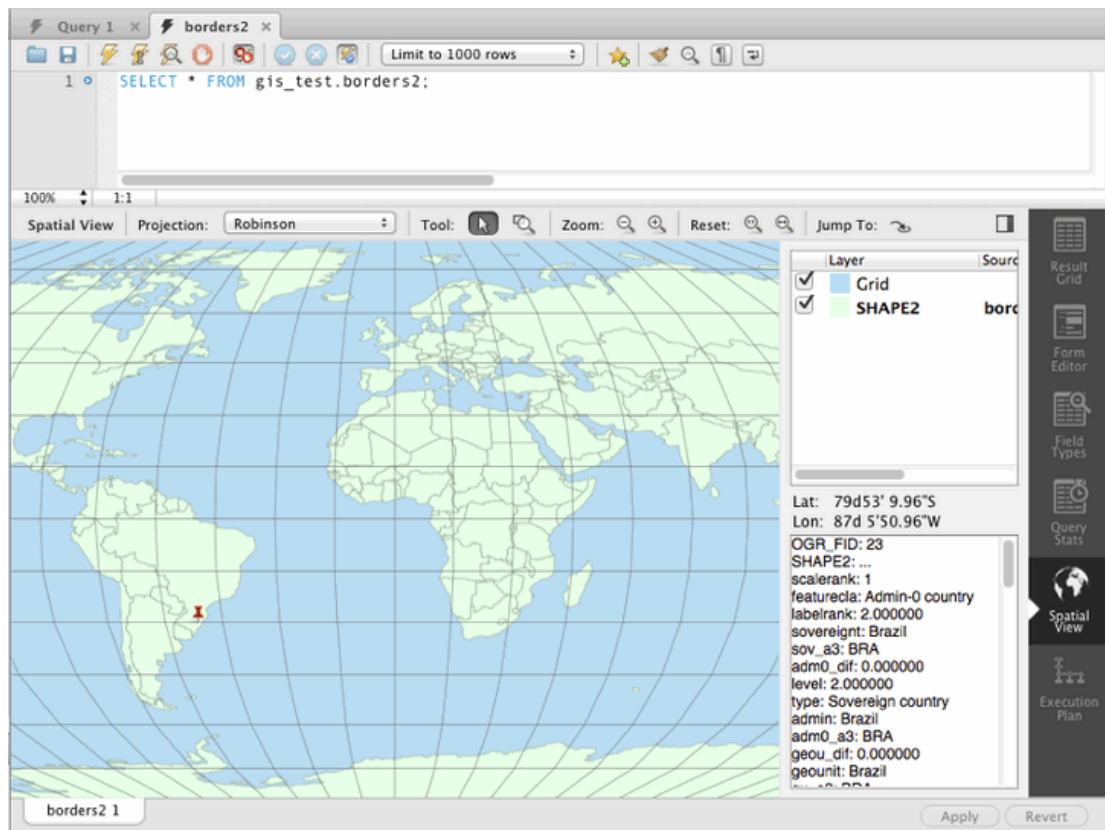 Query 1
borders2
Limit to 1000 rows
1 SELECT * FROM gis_test.borders2;
100% 1:1
Spatial View Projection: Robinson Tool: Zoom: Reset: Jump To:
Layer Sourc
Grid
SHAPE2 bord
Lat: 79d53' 9.96"S
Lon: 87d 5'50.96"W
OGR_FID: 23
SHAPE2: ...
scalerank: 1
featurecla: Admin-0 country
labelrank: 2.000000
sovereignt: Brazil
sov_a3: BRA
adm0_dif: 0.000000
level: 2.000000
type: Sovereign country
admin: Brazil
adm0_a3: BRA
geou_dif: 0.000000
geounit: Brazil
Result
Grid
Form
Editor
Field
Types
Query
Stats
Spatial
View
Execution
Plan
borders2 1
Apply Revert